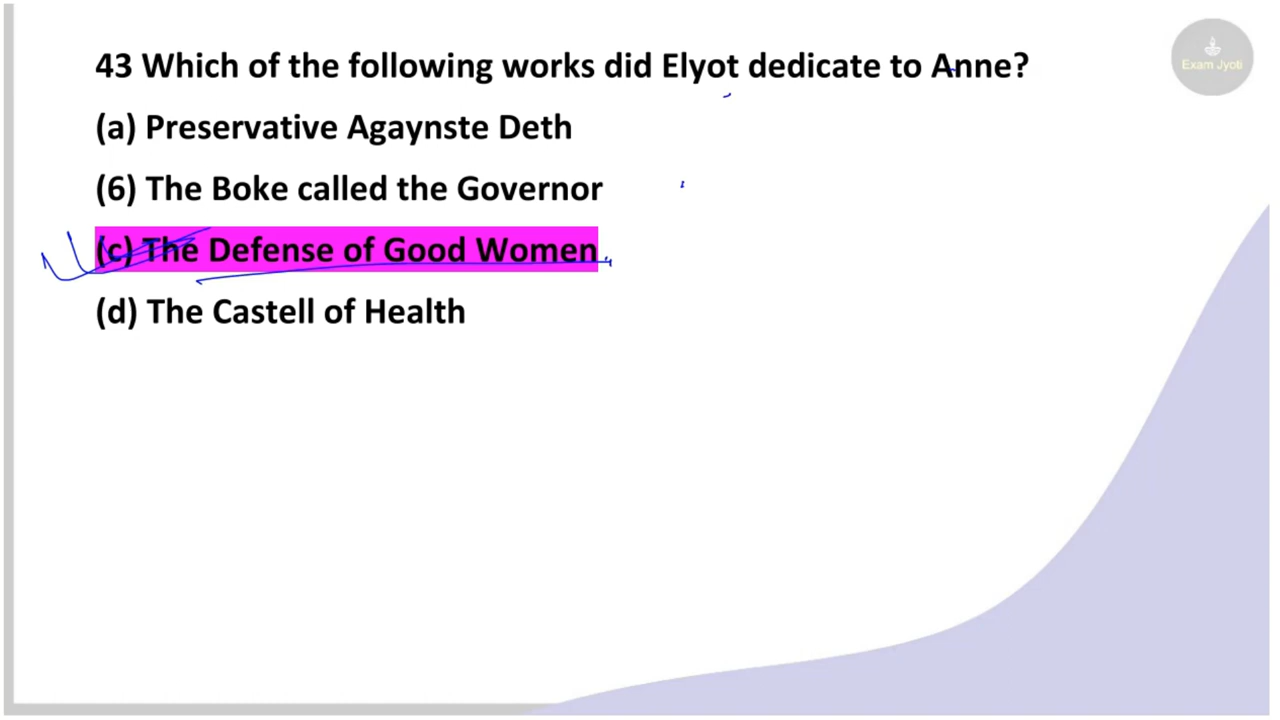 43 Which of the following works did Elyot dedicate to Anne?
Exam Jyoti
(a) Preservative Agaynste Deth
(6) The Boke called the Governor
(c) The Defense of Good Women
(d) The Castell of Health